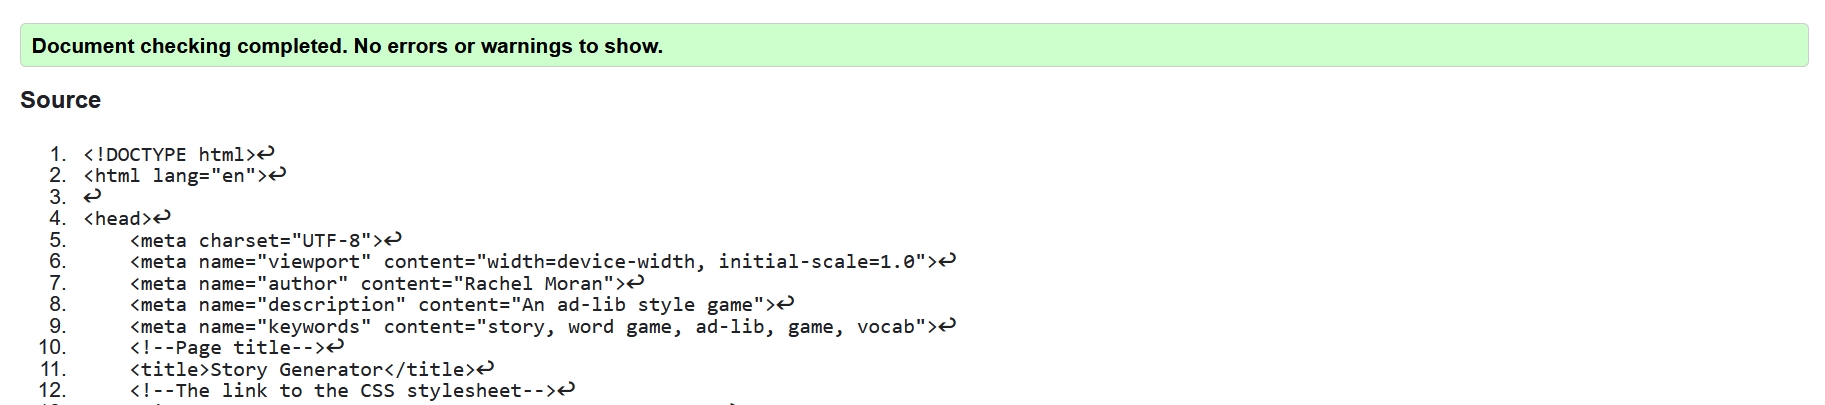 Document checking completed. No errors or warnings to show.
Source
1. <!DOCTYPE html>↩
2. <html lang="en">↩
3. ↩
4. <head>↩
5.     <meta charset="UTF-8">↩
6.     <meta name="viewport" content="width=device-width, initial-scale=1.0">↩
7.     <meta name="author" content="Rachel Moran">↩
8.     <meta name="description" content="An ad-lib style game">↩
9.     <meta name="keywords" content="story, word game, ad-lib, game, vocab">↩
10.     <!--Page title-->↩
11.     <title>Story Generator</title>↩
12.     <!--The link to the CSS stylesheet-->↩